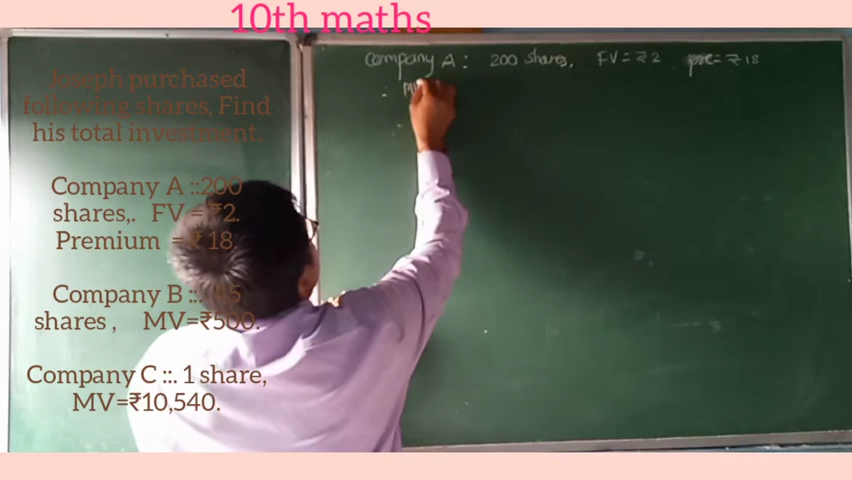 10th maths
Company A : 200 shares, FV = ₹2 = ₹18
Joseph purchased
following shares, Find
his total investment.
Company A ::200
shares,. FV = ₹2.
Premium = ₹ 18.
Company B ::.
shares , MV=₹500.
Company C ::. 1 share,
MV=₹10,540.